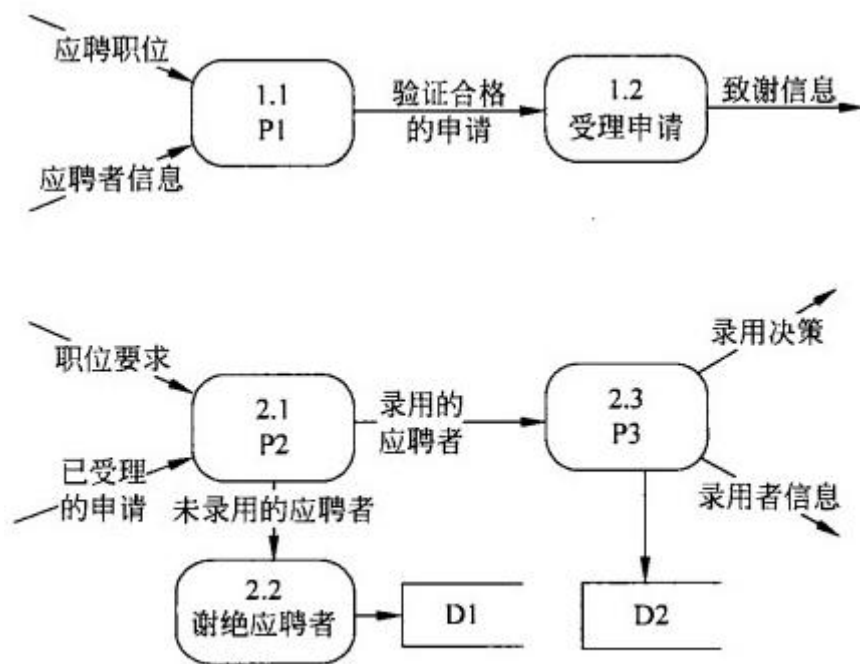 应聘职位
1.1
P1
应聘者信息
验证合格
的申请
1.2
受理申请
致谢信息
职位要求
已受理
的申请
2.1
P2
录用的
应聘者
2.3
P3
录用决策
录用者信息
未录用的应聘者
2.2
谢绝应聘者
D1
D2